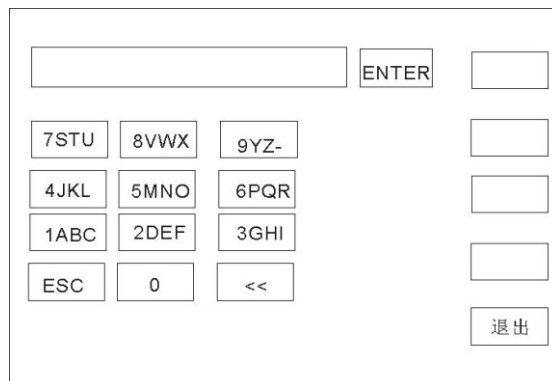 ENTER
7STU 8VWX 9YZ-
4JKL 5MNO 6PQR
1ABC 2DEF 3GHI
ESC 0 <<
退出